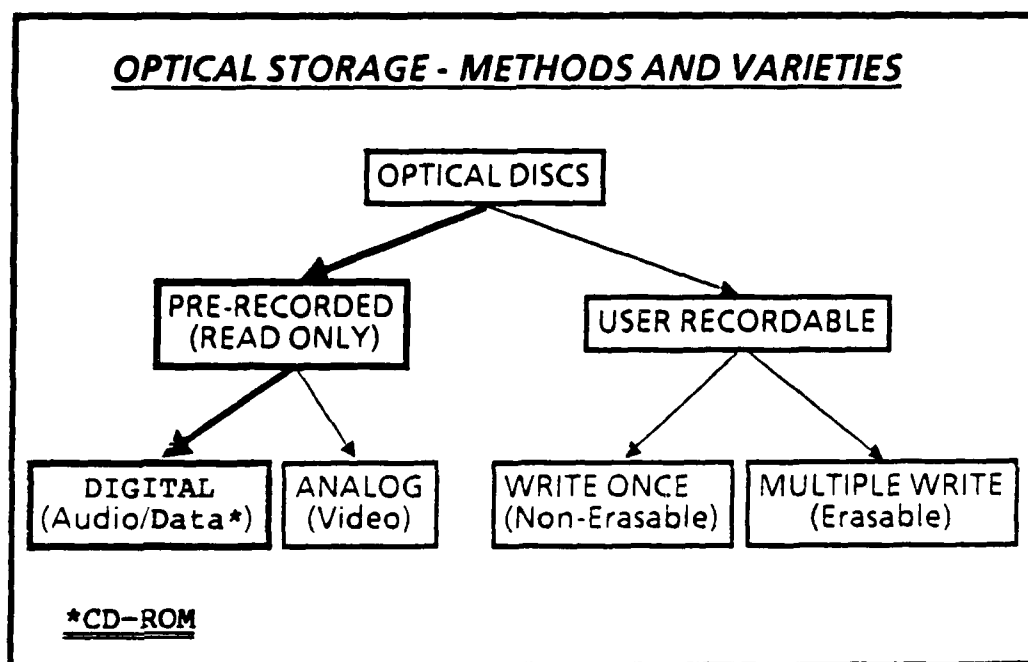 OPTICAL STORAGE - METHODS AND VARIETIES
OPTICAL DISCS
PRE-RECORDED
(READ ONLY)
USER RECORDABLE
DIGITAL
(Audio/Data*)
ANALOG
(Video)
WRITE ONCE
(Non-Erasable)
MULTIPLE WRITE
(Erasable)
*CD-ROM